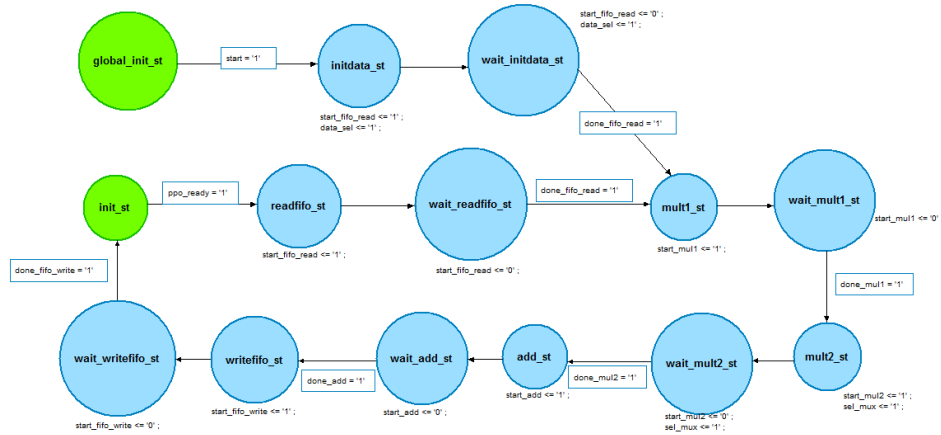 start_fifo_read <= '0' ;
data_sel <= '1' ;
global_init_st
start = '1'
initdata_st
wait_initdata_st
start_fifo_read <= '1' ;
data_sel <= '1' ;
done_fifo_read = '1'
init_st
ppo_ready = '1'
readfifo_st
wait_readfifo_st
done_fifo_read = '1'
mult1_st
wait_mult1_st
start_mul1 <= '0'
start_fifo_read <= '1' ;
start_fifo_read <= '0' ;
start_mul1 <= '1' ;
done_fifo_write = '1'
done_mul1 = '1'
wait_writefifo_st
writefifo_st
wait_add_st
add_st
wait_mult2_st
mult2_st
done_add = '1'
done_mul2 = '1'
start_fifo_write <= '0' ;
start_fifo_write <= '1' ;
start_add <= '0' ;
start_add <= '1' ;
start_mul2 <= '0' ;
sel_mux <= '1' ;
start_mul2 <= '1' ;
sel_mux <= '1' ;